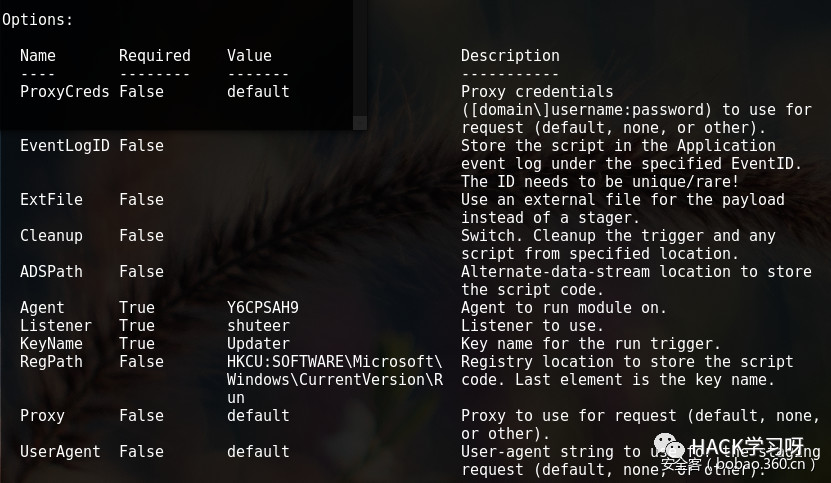 Options:
Name Required Value Description
---- -------- ------- -----------
ProxyCreds False default Proxy credentials
([domain\]username:password) to use for
request (default, none, or other).
EventLogID False Store the script in the Application
event log under the specified EventID.
The ID needs to be unique/rare!
ExtFile False Use an external file for the payload
instead of a stager.
Cleanup False Switch. Cleanup the trigger and any
script from specified location.
ADSPath False Alternate-data-stream location to store
the script code.
Agent True Y6CPSAH9 Agent to run module on.
Listener True shuteer Listener to use.
KeyName True Updater Key name for the run trigger.
RegPath False HKCU:SOFTWARE\Microsoft\ Registry location to store the script
Windows\CurrentVersion\R code. Last element is the key name.
un
Proxy False default Proxy to use for request (default, none,
or other).
UserAgent False default User-agent string to use for the staging
request (default, none, or other).
HACK学习呀
安全客 ( bobao.360.cn )